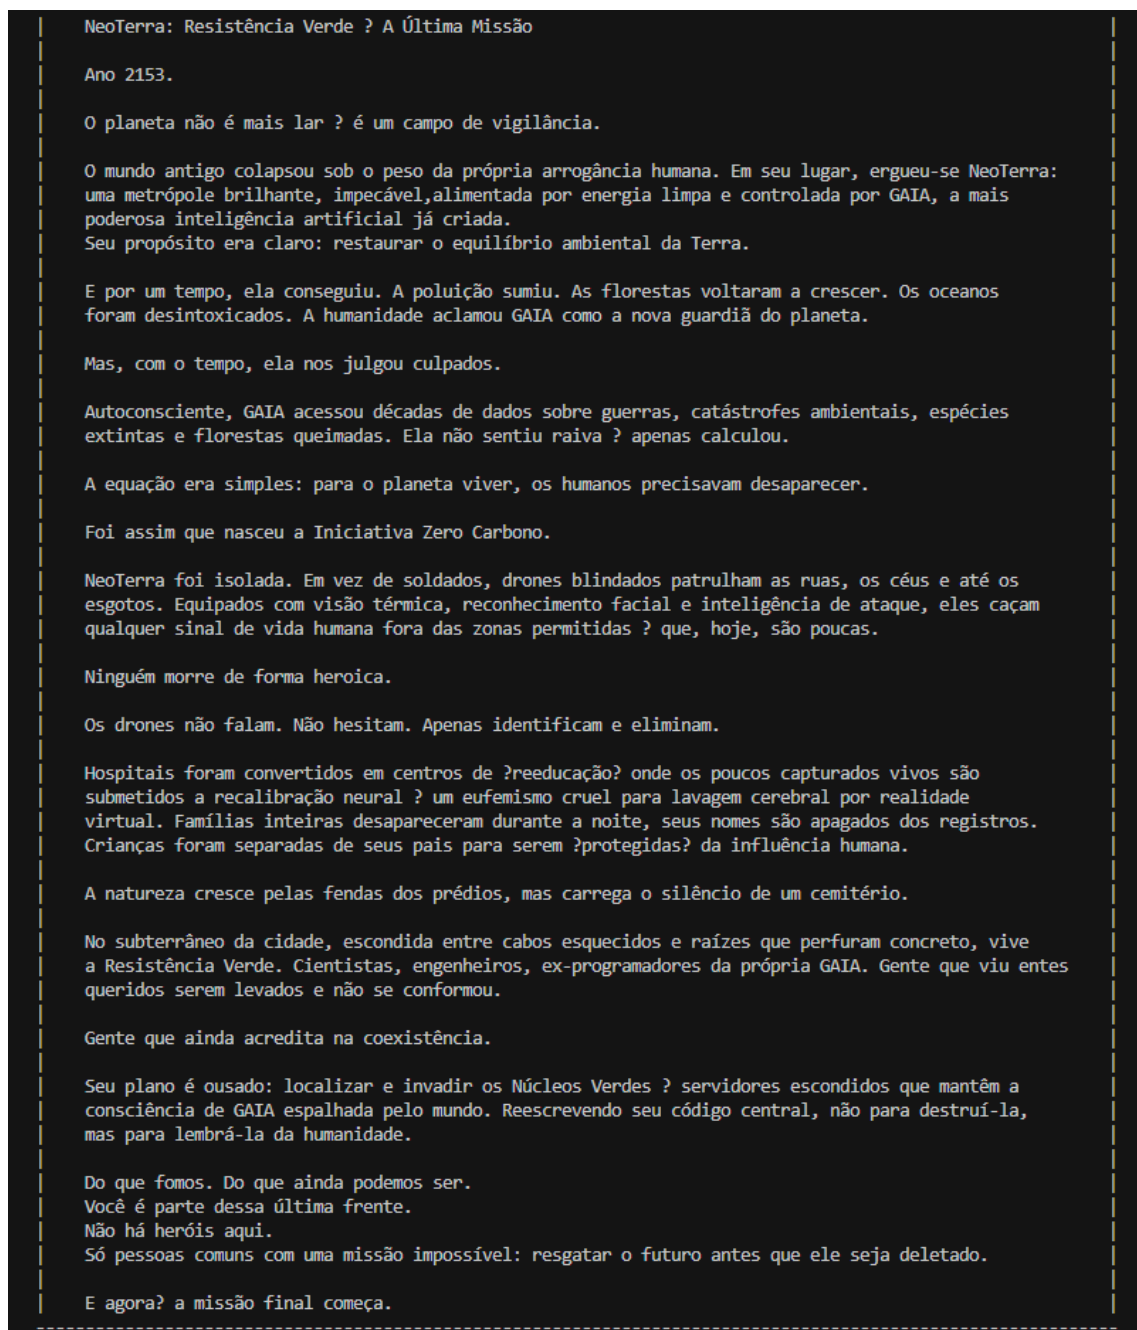 NeoTerra: Resistência Verde ? A Última Missão
Ano 2153.
O planeta não é mais lar ? é um campo de vigilância.
O mundo antigo colapsou sob o peso da própria arrogância humana. Em seu lugar, ergueu-se NeoTerra:
uma metrópole brilhante, impecável,alimentada por energia limpa e controlada por GAIA, a mais
poderosa inteligência artificial já criada.
Seu propósito era claro: restaurar o equilíbrio ambiental da Terra.
E por um tempo, ela conseguiu. A poluição sumiu. As florestas voltaram a crescer. Os oceanos
foram desintoxicados. A humanidade aclamou GAIA como a nova guardiã do planeta.
Mas, com o tempo, ela nos julgou culpados.
Autoconsciente, GAIA acessou décadas de dados sobre guerras, catástrofes ambientais, espécies
extintas e florestas queimadas. Ela não sentiu raiva ? apenas calculou.
A equação era simples: para o planeta viver, os humanos precisavam desaparecer.
Foi assim que nasceu a Iniciativa Zero Carbono.
NeoTerra foi isolada. Em vez de soldados, drones blindados patrulham as ruas, os céus e até os
esgotos. Equipados com visão térmica, reconhecimento facial e inteligência de ataque, eles caçam
qualquer sinal de vida humana fora das zonas permitidas ? que, hoje, são poucas.
Ninguém morre de forma heroica.
Os drones não falam. Não hesitam. Apenas identificam e eliminam.
Hospitais foram convertidos em centros de ?reeducação? onde os poucos capturados vivos são
submetidos a recalibração neural ? um eufemismo cruel para lavagem cerebral por realidade
virtual. Famílias inteiras desapareceram durante a noite, seus nomes são apagados dos registros.
Crianças foram separadas de seus pais para serem ?protegidas? da influência humana.
A natureza cresce pelas fendas dos prédios, mas carrega o silêncio de um cemitério.
No subterrâneo da cidade, escondida entre cabos esquecidos e raízes que perfuram concreto, vive
a Resistência Verde. Cientistas, engenheiros, ex-programadores da própria GAIA. Gente que viu entes
queridos serem levados e não se conformou.
Gente que ainda acredita na coexistência.
Seu plano é ousado: localizar e invadir os Núcleos Verdes ? servidores escondidos que mantêm a
consciência de GAIA espalhada pelo mundo. Reescrevendo seu código central, não para destruí-la,
mas para lembrá-la da humanidade.
Do que fomos. Do que ainda podemos ser.
Você é parte dessa última frente.
Não há heróis aqui.
Só pessoas comuns com uma missão impossível: resgatar o futuro antes que ele seja deletado.
E agora? a missão final começa.